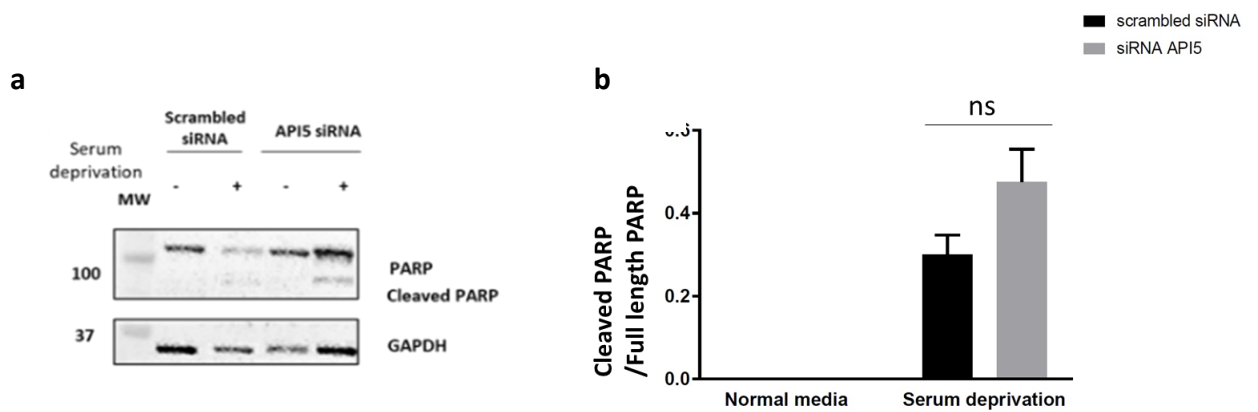 scrambled siRNA
siRNA API5
a
Scrambled
siRNA
API5 siRNA
Serum
deprivation
- + - +
MW
100
PARP
Cleaved PARP
37
GAPDH
b
ns
0.4
0.2
0.0
Cleaved PARP
/Full length PARP
Normal media
Serum deprivation